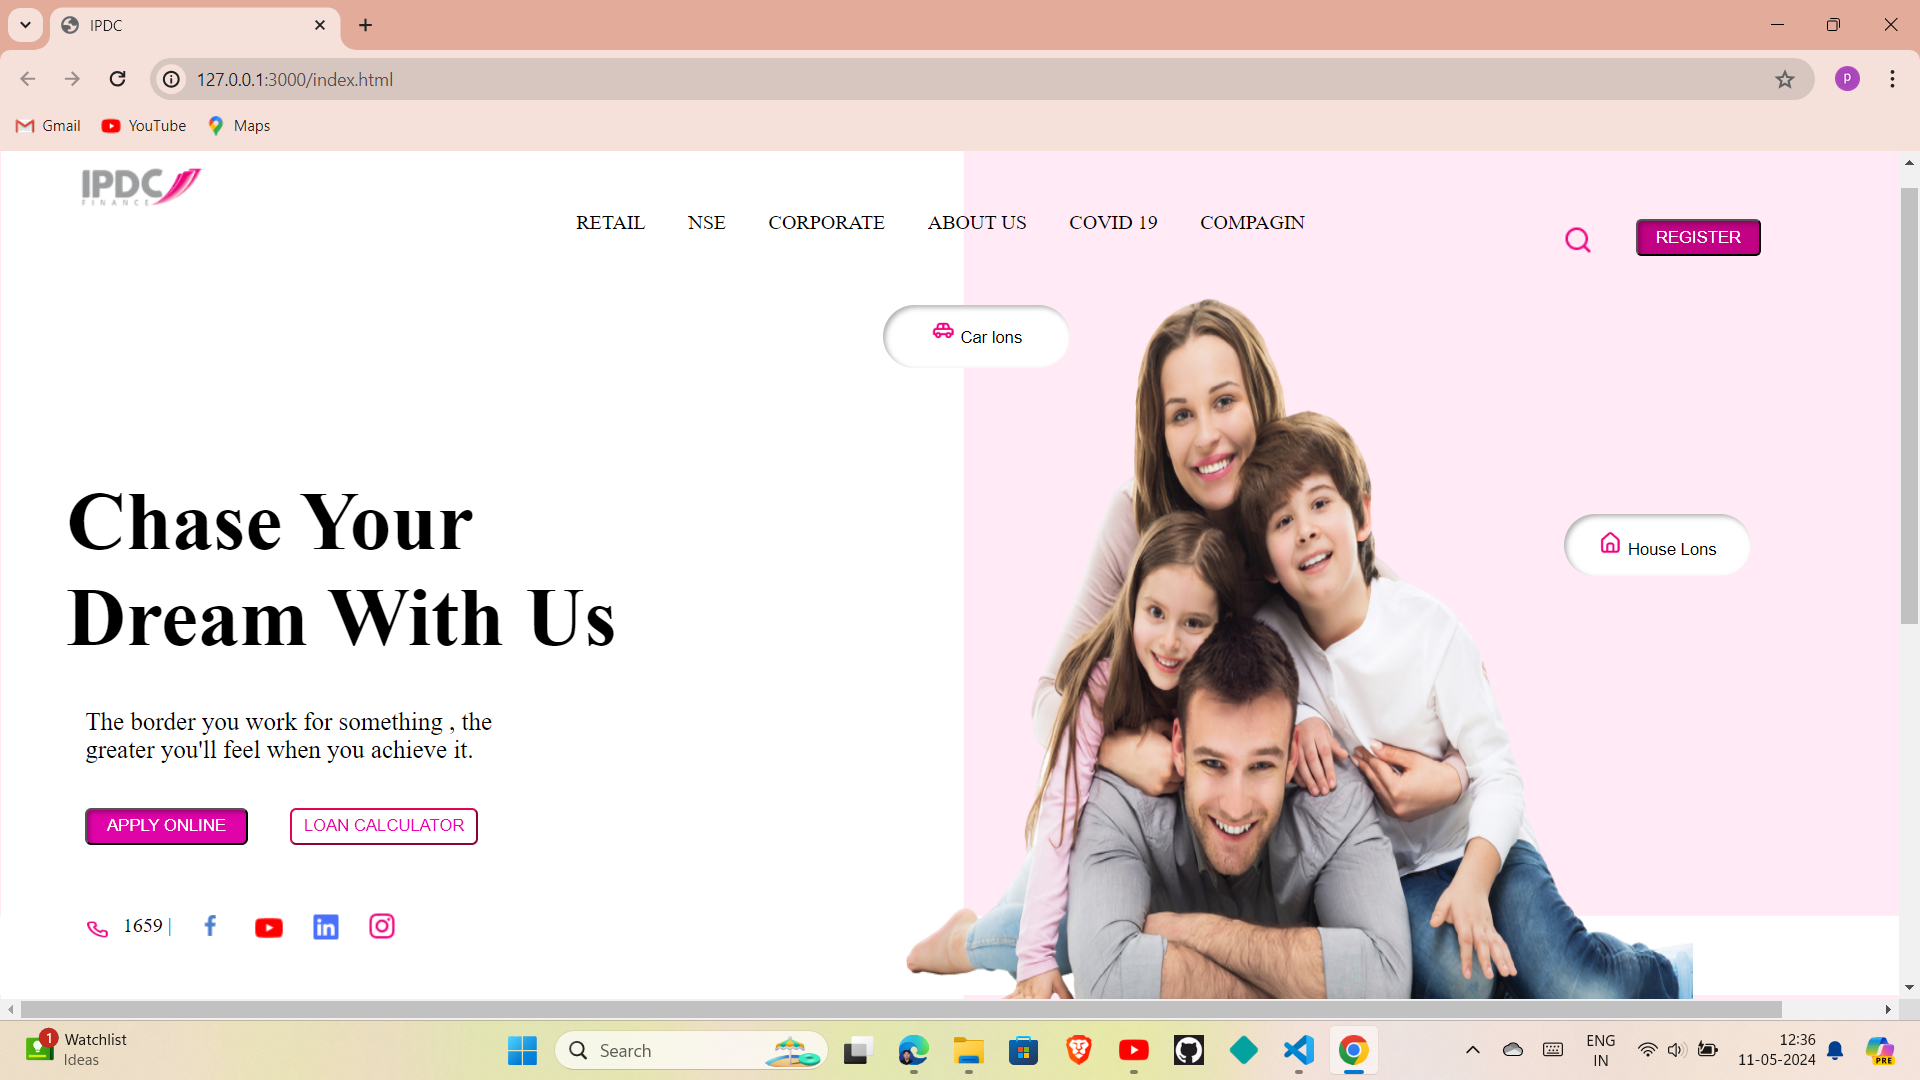 IPDC
127.0.0.1:3000/index.html
P
Gmail YouTube Maps
IPDC
FINANCE
RETAIL NSE CORPORATE ABOUT US COVID 19 COMPAGIN
REGISTER
Car lons
House Lons
Chase Your
Dream With Us
The border you work for something , the
greater you'll feel when you achieve it.
APPLY ONLINE LOAN CALCULATOR
1659 |
1
Watchlist
Ideas
Search
ENG
IN
12:36
11-05-2024
PRE